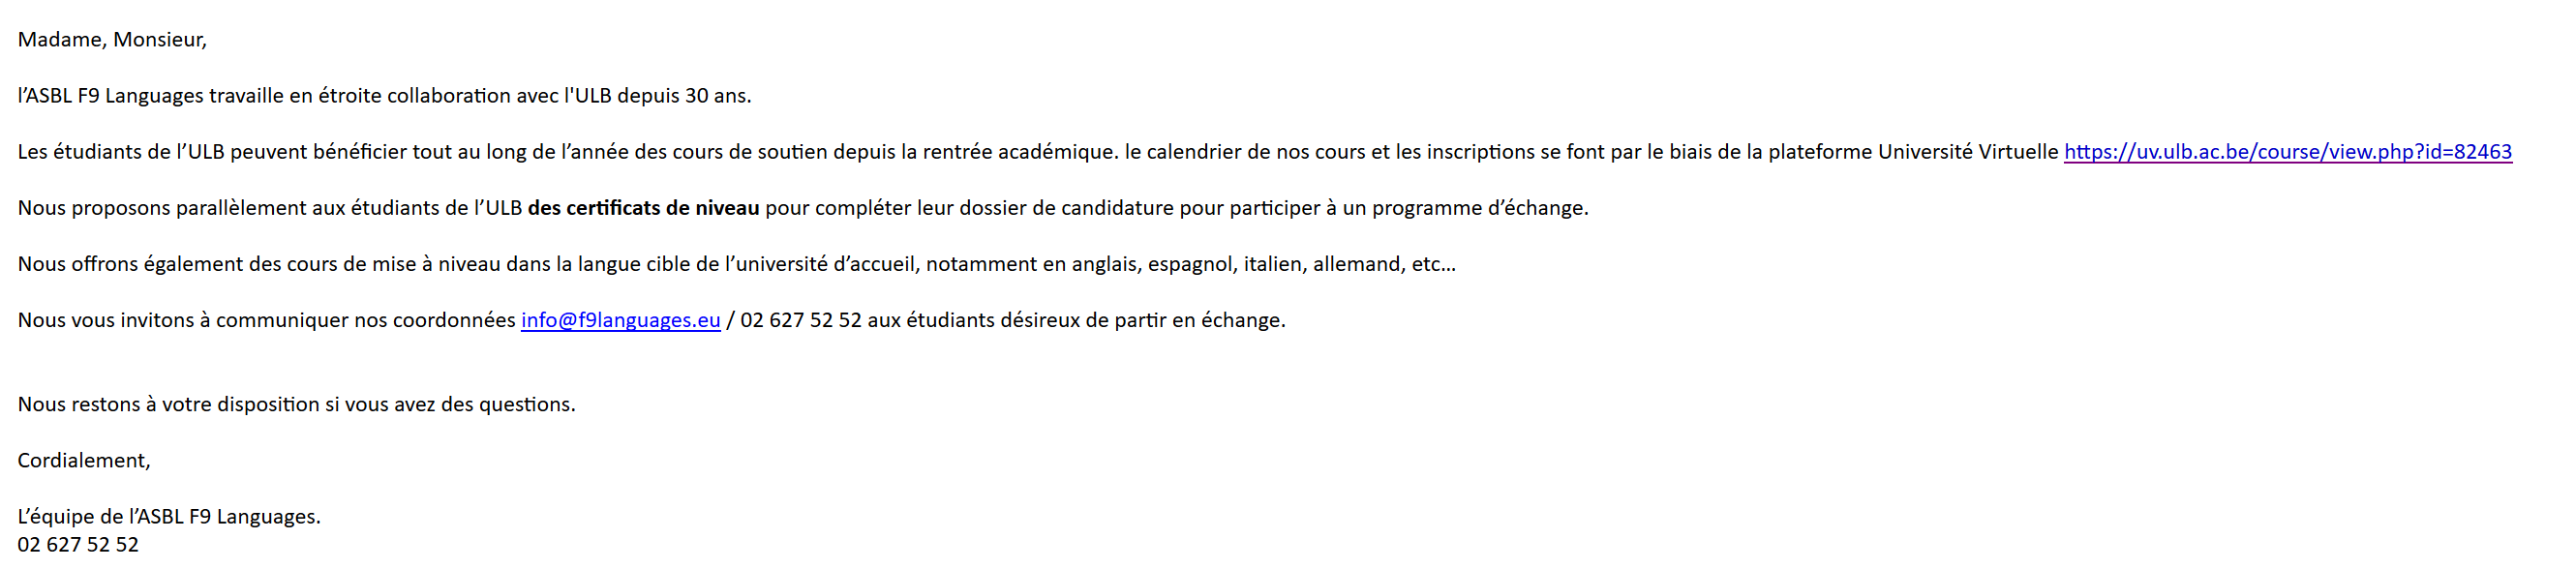 Madame, Monsieur,
l’ASBL F9 Languages travaille en étroite collaboration avec l'ULB depuis 30 ans.
Les étudiants de l’ULB peuvent bénéficier tout au long de l’année des cours de soutien depuis la rentrée académique. le calendrier de nos cours et les inscriptions se font par le biais de la plateforme Université Virtuelle https://uv.ulb.ac.be/course/view.php?id=82463
Nous proposons parallèlement aux étudiants de l’ULB des certificats de niveau pour compléter leur dossier de candidature pour participer à un programme d’échange.
Nous offrons également des cours de mise à niveau dans la langue cible de l’université d’accueil, notamment en anglais, espagnol, italien, allemand, etc…
Nous vous invitons à communiquer nos coordonnées info@f9languages.eu / 02 627 52 52 aux étudiants désireux de partir en échange.
Nous restons à votre disposition si vous avez des questions.
Cordialement,
L’équipe de l’ASBL F9 Languages.
02 627 52 52